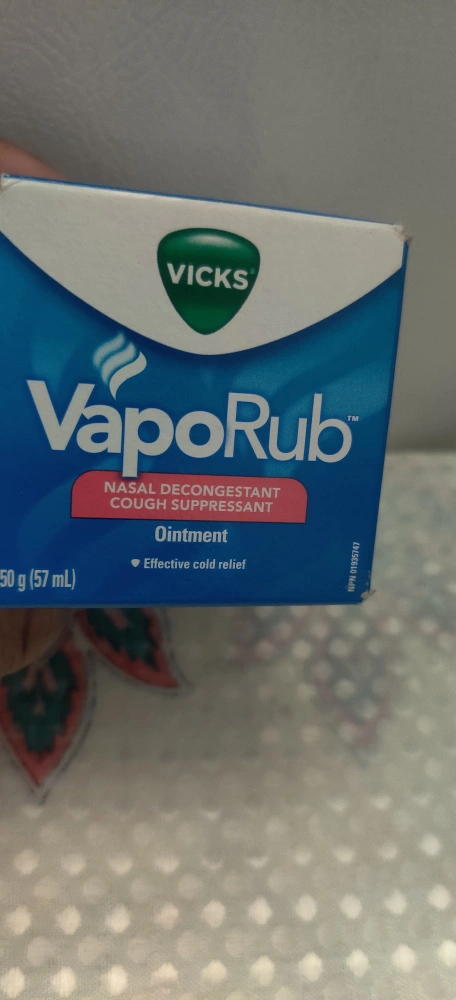 VICKS®
VapoRub™
NASAL DECONGESTANT
COUGH SUPPRESSANT
Ointment
Effective cold relief
50 g (57 mL)
NPN 01935747